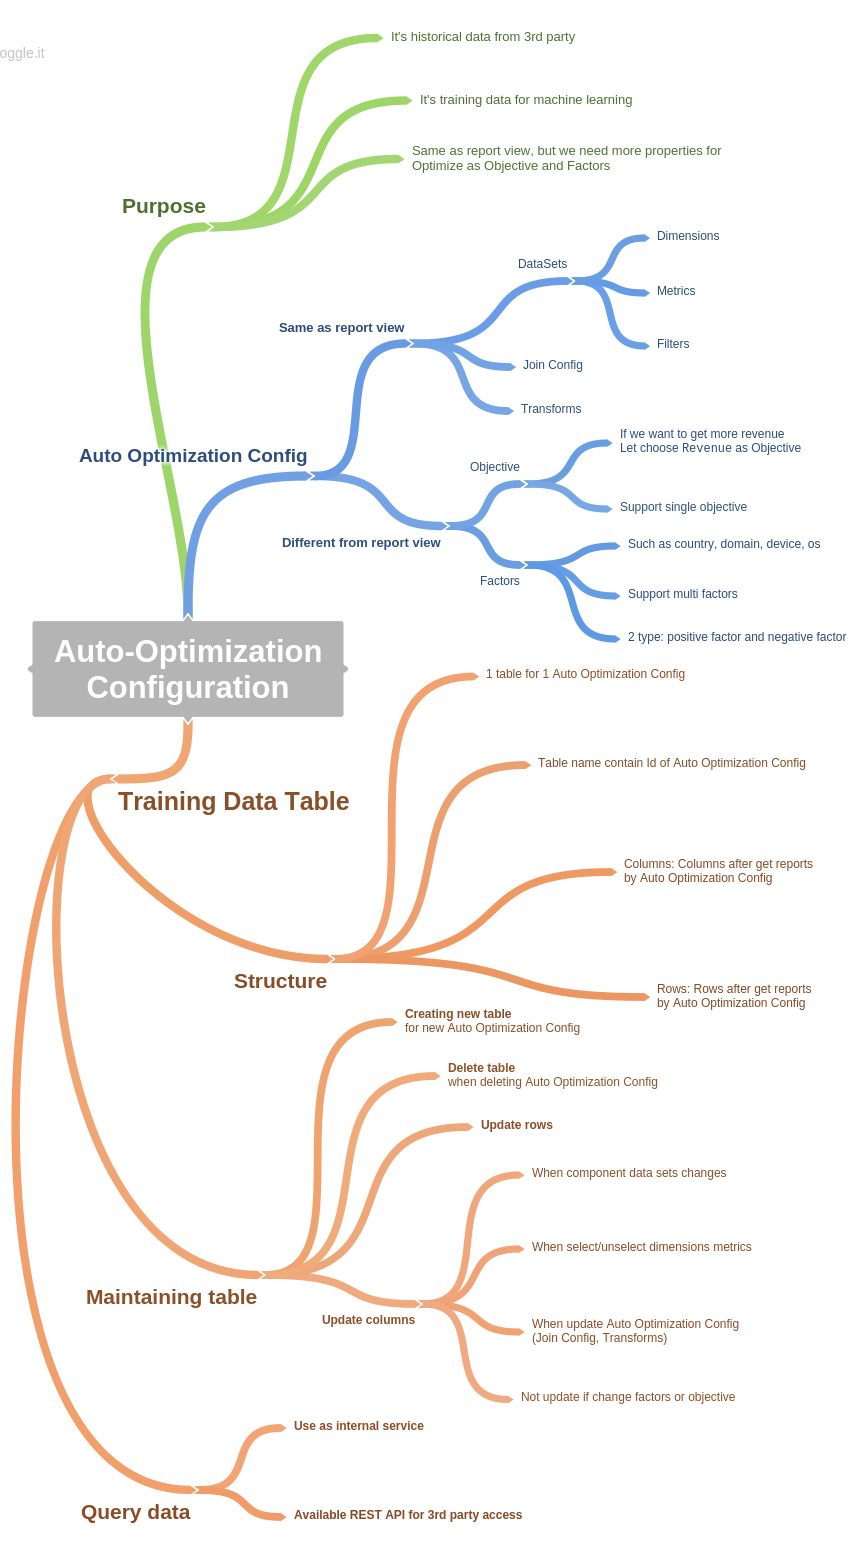 oggle.it
It's historical data from 3rd party
It's training data for machine learning
Same as report view, but we need more properties for
Optimize as Objective and Factors
Purpose
Dimensions
DataSets
Metrics
Same as report view
Filters
Join Config
Transforms
If we want to get more revenue
Let choose Revenue as Objective
Auto Optimization Config
Objective
Support single objective
Different from report view
Such as country, domain, device, os
Factors
Support multi factors
2 type: positive factor and negative factor
Auto-Optimization
Configuration
1 table for 1 Auto Optimization Config
Table name contain Id of Auto Optimization Config
Training Data Table
Columns: Columns after get reports
by Auto Optimization Config
Structure
Rows: Rows after get reports
by Auto Optimization Config
Creating new table
for new Auto Optimization Config
Delete table
when deleting Auto Optimization Config
Update rows
When component data sets changes
When select/unselect dimensions metrics
Maintaining table
Update columns
When update Auto Optimization Config
(Join Config, Transforms)
Not update if change factors or objective
Use as internal service
Query data
Available REST API for 3rd party access